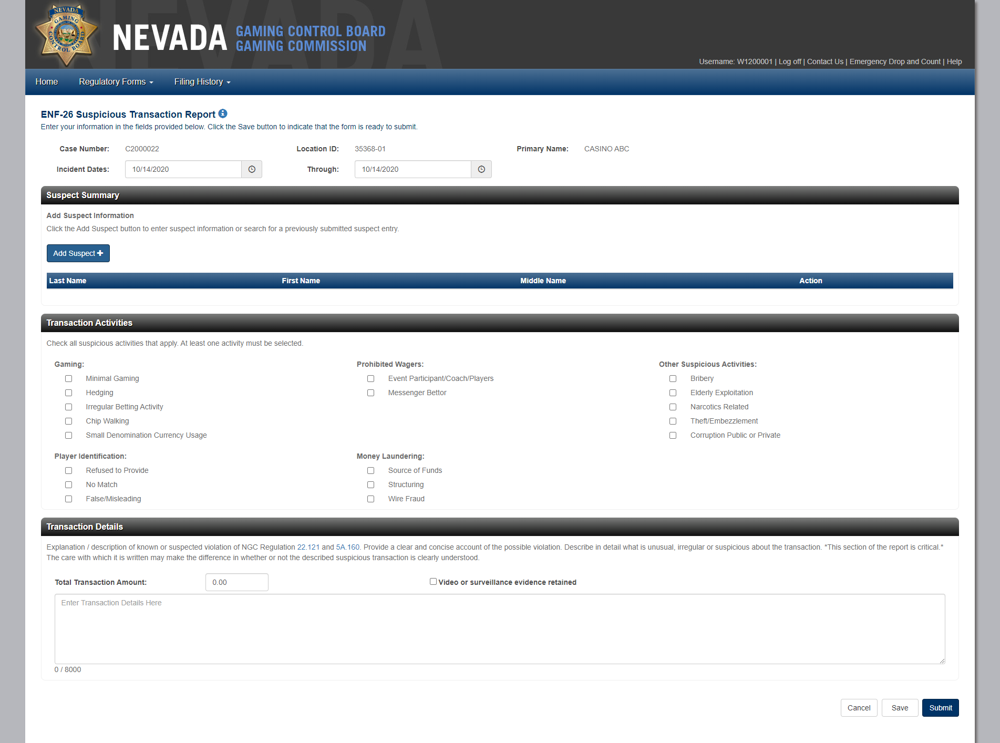 NEVADA
GAMING
CONTROL BOARD
NEVADA
NEVADA GAMING CONTROL BOARD
GAMING COMMISSION
Username: W1200001 | Log off | Contact Us | Emergency Drop and Count | Help
Home Regulatory Forms Filing History
ENF-26 Suspicious Transaction Report
Enter your information in the fields provided below. Click the Save button to indicate that the form is ready to submit.
Case Number: C2000022 Location ID: 35368-01 Primary Name: CASINO ABC
Incident Dates: 10/14/2020 Through: 10/14/2020
Suspect Summary
Add Suspect Information
Click the Add Suspect button to enter suspect information or search for a previously submitted suspect entry.
Add Suspect
Last Name First Name Middle Name Action
Transaction Activities
Check all suspicious activities that apply. At least one activity must be selected.
Gaming: Prohibited Wagers: Other Suspicious Activities:
Minimal Gaming Event Participant/Coach/Players Bribery
Hedging Messenger Bettor Elderly Exploitation
Irregular Betting Activity Narcotics Related
Chip Walking Theft/Embezzlement
Small Denomination Currency Usage Corruption Public or Private
Player Identification: Money Laundering:
Refused to Provide Source of Funds
No Match Structuring
False/Misleading Wire Fraud
Transaction Details
Explanation / description of known or suspected violation of NGC Regulation 22.121 and 5A.160. Provide a clear and concise account of the possible violation. Describe in detail what is unusual, irregular or suspicious about the transaction. *This section of the report is critical.*
The care with which it is written may make the difference in whether or not the described suspicious transaction is clearly understood.
Total Transaction Amount: 0.00 Video or surveillance evidence retained
Enter Transaction Details Here
0 / 8000
Cancel Save Submit